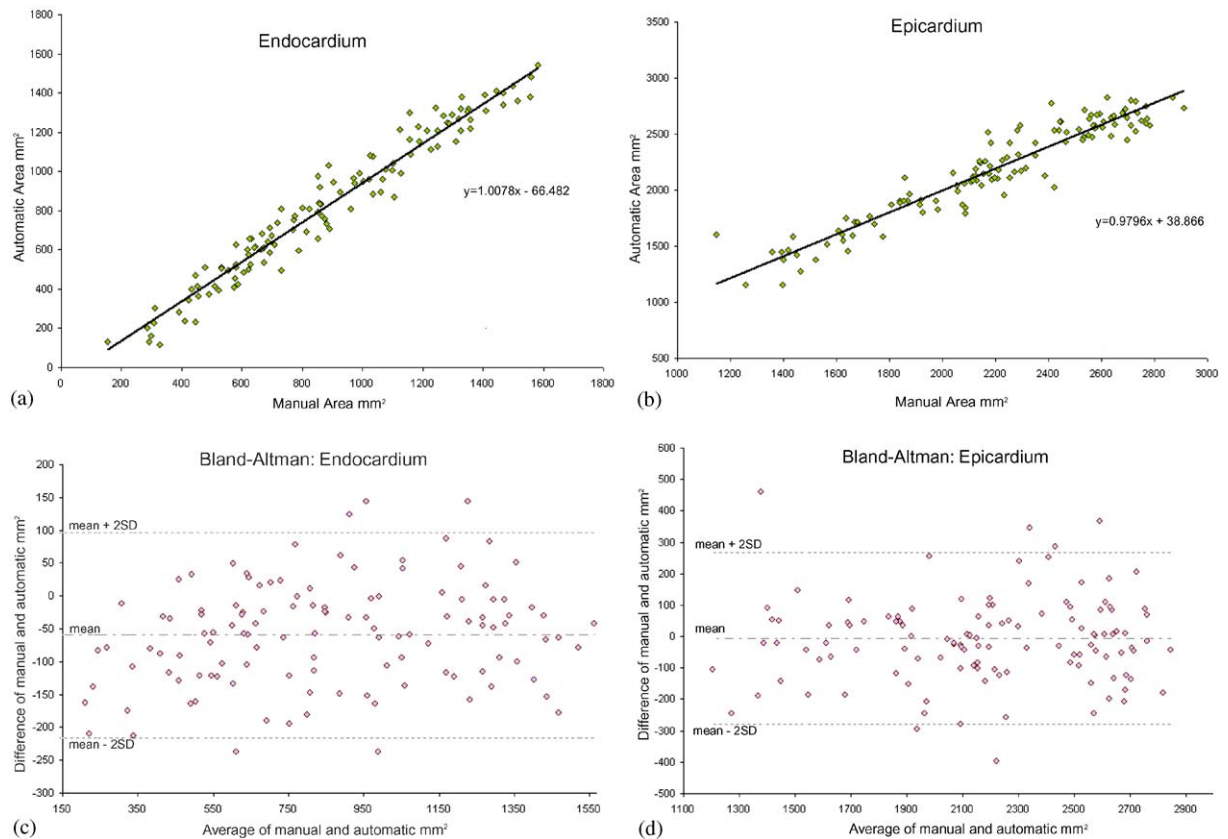 Endocardium
Automatic Area mm²
1800
1600
1400
1200
1000
800
600
400
200
0
y=1.0078x - 66.482
0 200 400 600 800 1000 1200 1400 1600 1800
Manual Area mm²
(a)
Epicardium
Automatic Area mm²
3500
3000
2500
2000
1500
1000
500
y=0.9796x + 38.866
1000 1200 1400 1600 1800 2000 2200 2400 2600 2800 3000
Manual Area mm²
(b)
Bland-Altman: Endocardium
Difference of manual and automatic mm²
200
150
100
50
0
-50
-100
-150
-200
-250
-300
mean + 2SD
mean
mean - 2SD
150 350 550 750 950 1150 1350 1550
Average of manual and automatic mm²
(c)
Bland-Altman: Epicardium
Difference of manual and automatic mm²
600
500
400
300
200
100
0
-100
-200
-300
-400
-500
mean + 2SD
mean
mean - 2SD
1100 1300 1500 1700 1900 2100 2300 2500 2700 2900
Average of manual and automatic mm²
(d)